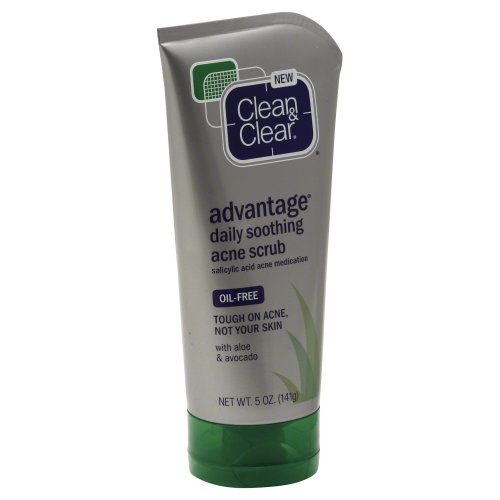 NEW
Clean &
Clear®
advantage®
daily soothing
acne scrub
salicylic acid acne medication
OIL-FREE
TOUGH ON ACNE,
NOT YOUR SKIN
with aloe
& avocado
NET WT. 5 OZ. (141g)